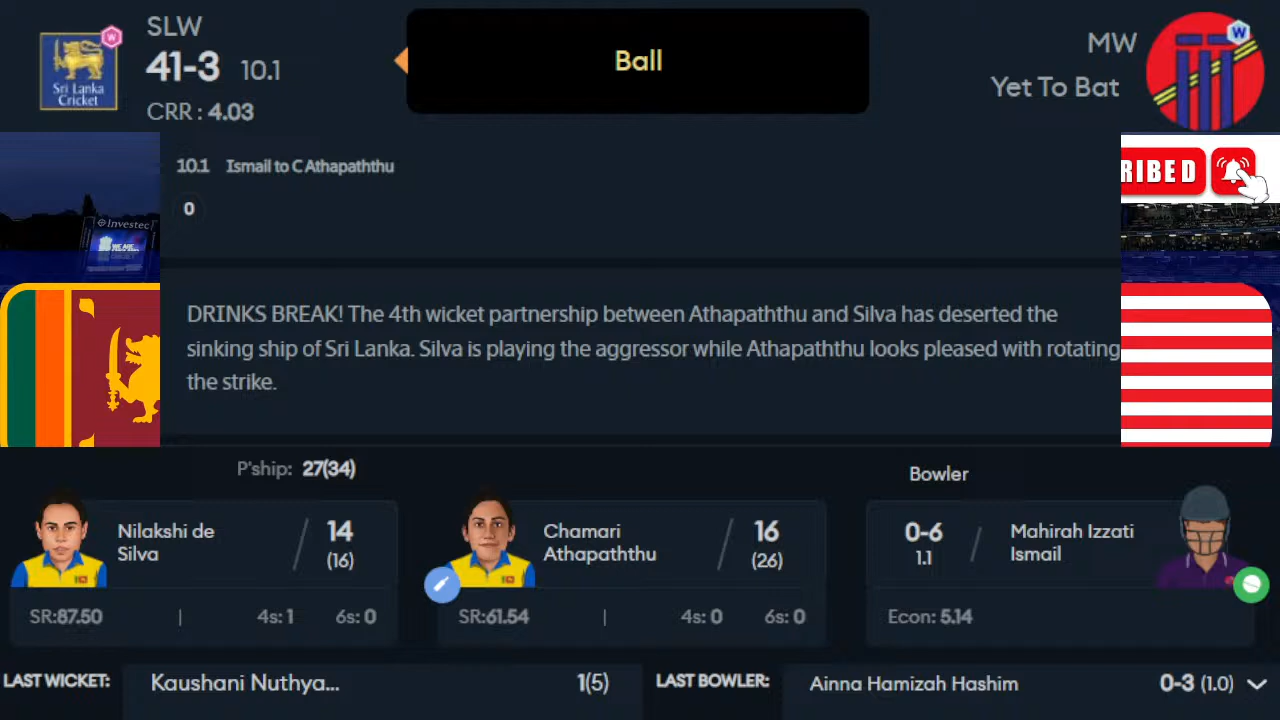 SLW
41-3 10.1
CRR : 4.03
Sri Lanka
Cricket
W
Ball
MW
Yet To Bat
W
10.1 Ismail to C Athapaththu
0
RIBED
Investec
DRINKS BREAK! The 4th wicket partnership between Athapaththu and Silva has deserted the
sinking ship of Sri Lanka. Silva is playing the aggressor while Athapaththu looks pleased with rotating
the strike.
P'ship: 27(34)
Bowler
Nilakshi de
Silva
14
(16)
SR:87.50 | 4s: 1 6s: 0
Chamari
Athapaththu
16
(26)
SR:61.54 | 4s: 0 6s: 0
0-6
1.1
Mahirah Izzati
Ismail
Econ: 5.14
LAST WICKET: Kaushani Nuthya... 1(5)
LAST BOWLER: Ainna Hamizah Hashim 0-3 (1.0)